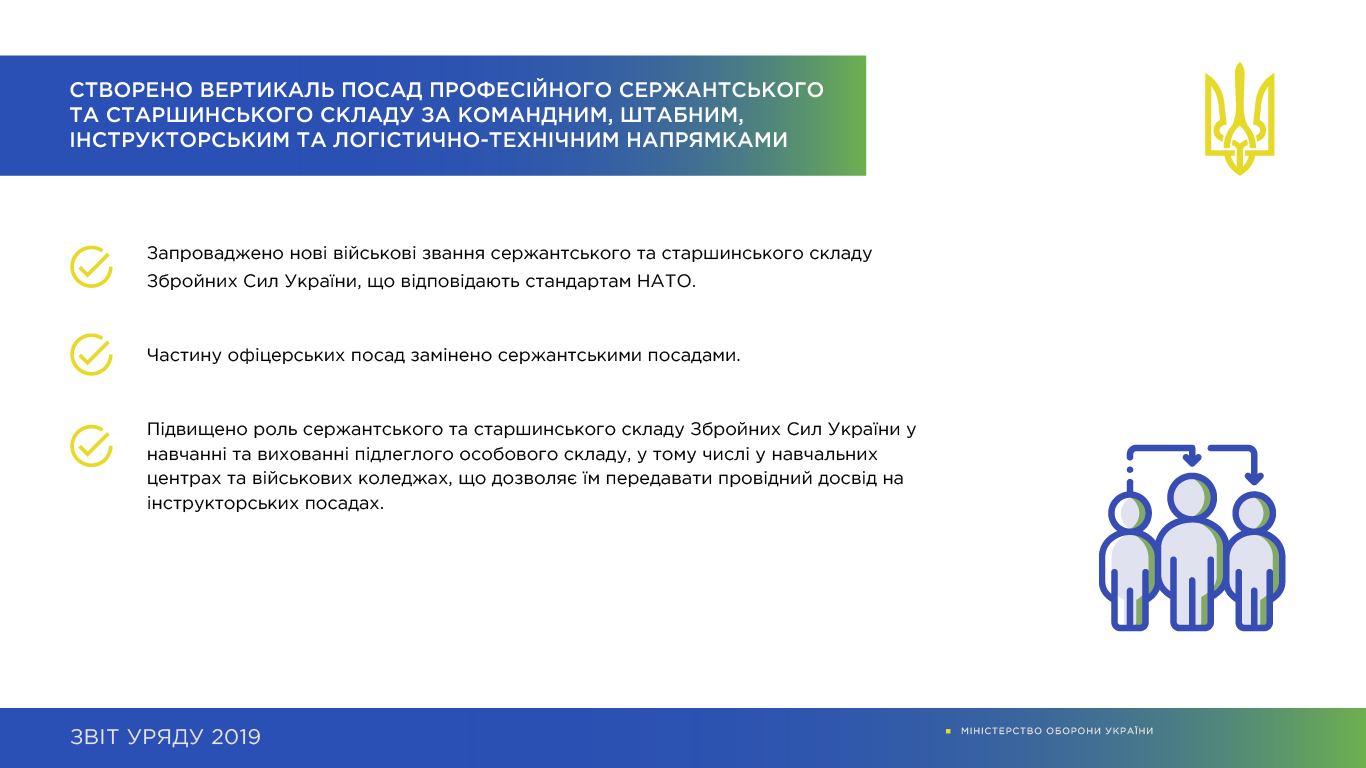 СТВОРЕНО ВЕРТИКАЛЬ ПОСАД ПРОФЕСІЙНОГО СЕРЖАНТСЬКОГО
ТА СТАРШИНСЬКОГО СКЛАДУ ЗА КОМАНДНИМ, ШТАБНИМ,
ІНСТРУКТОРСЬКИМ ТА ЛОГІСТИЧНО-ТЕХНІЧНИМ НАПРЯМКАМИ
Запроваджено нові військові звання сержантського та старшинського складу
Збройних Сил України, що відповідають стандартам НАТО.
Частину офіцерських посад замінено сержантськими посадами.
Підвищено роль сержантського та старшинського складу Збройних Сил України у
навчанні та вихованні підлеглого особового складу, у тому числі у навчальних
центрах та військових коледжах, що дозволяє їм передавати провідний досвід на
інструкторських посадах.
ЗВІТ УРЯДУ 2019
МІНІСТЕРСТВО ОБОРОНИ УКРАЇНИ